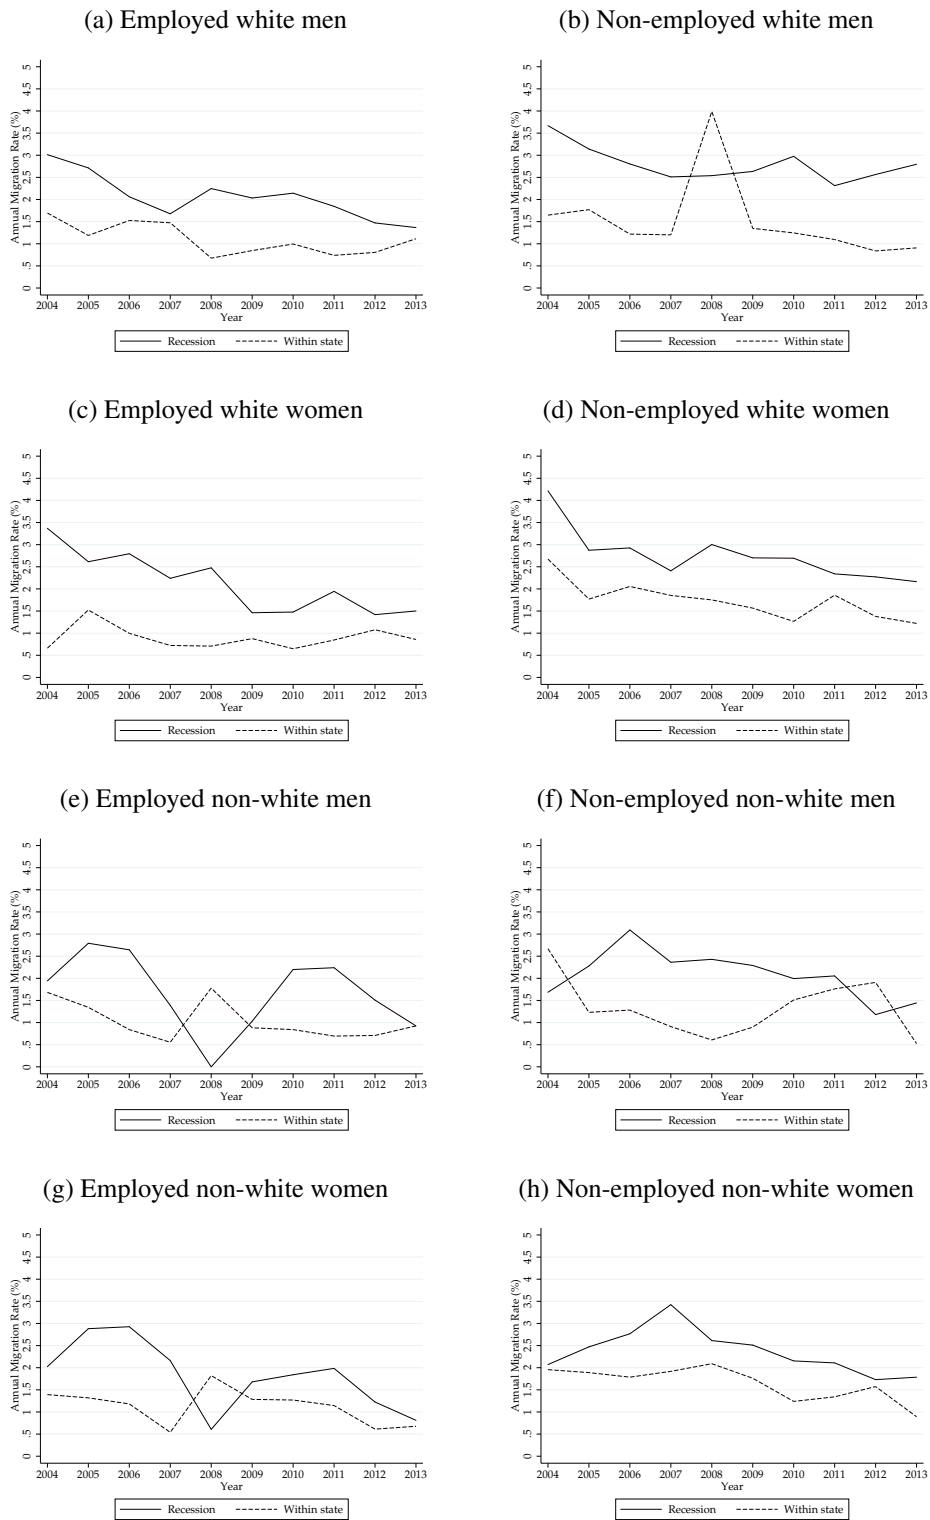 (a) Employed white men
Annual Migration Rate (%)
5
4.5
4
3.5
3
2.5
2
1.5
1
.5
0
2004 2005 2006 2007 2008 2009 2010 2011 2012 2013
Year
Recession Within state
(b) Non-employed white men
Annual Migration Rate (%)
5
4.5
4
3.5
3
2.5
2
1.5
1
.5
0
2004 2005 2006 2007 2008 2009 2010 2011 2012 2013
Year
Recession Within state
(c) Employed white women
Annual Migration Rate (%)
5
4.5
4
3.5
3
2.5
2
1.5
1
.5
0
2004 2005 2006 2007 2008 2009 2010 2011 2012 2013
Year
Recession Within state
(d) Non-employed white women
Annual Migration Rate (%)
5
4.5
4
3.5
3
2.5
2
1.5
1
.5
0
2004 2005 2006 2007 2008 2009 2010 2011 2012 2013
Year
Recession Within state
(e) Employed non-white men
Annual Migration Rate (%)
5
4.5
4
3.5
3
2.5
2
1.5
1
.5
0
2004 2005 2006 2007 2008 2009 2010 2011 2012 2013
Year
Recession Within state
(f) Non-employed non-white men
Annual Migration Rate (%)
5
4.5
4
3.5
3
2.5
2
1.5
1
.5
0
2004 2005 2006 2007 2008 2009 2010 2011 2012 2013
Year
Recession Within state
(g) Employed non-white women
Annual Migration Rate (%)
5
4.5
4
3.5
3
2.5
2
1.5
1
.5
0
2004 2005 2006 2007 2008 2009 2010 2011 2012 2013
Year
Recession Within state
(h) Non-employed non-white women
Annual Migration Rate (%)
5
4.5
4
3.5
3
2.5
2
1.5
1
.5
0
2004 2005 2006 2007 2008 2009 2010 2011 2012 2013
Year
Recession Within state